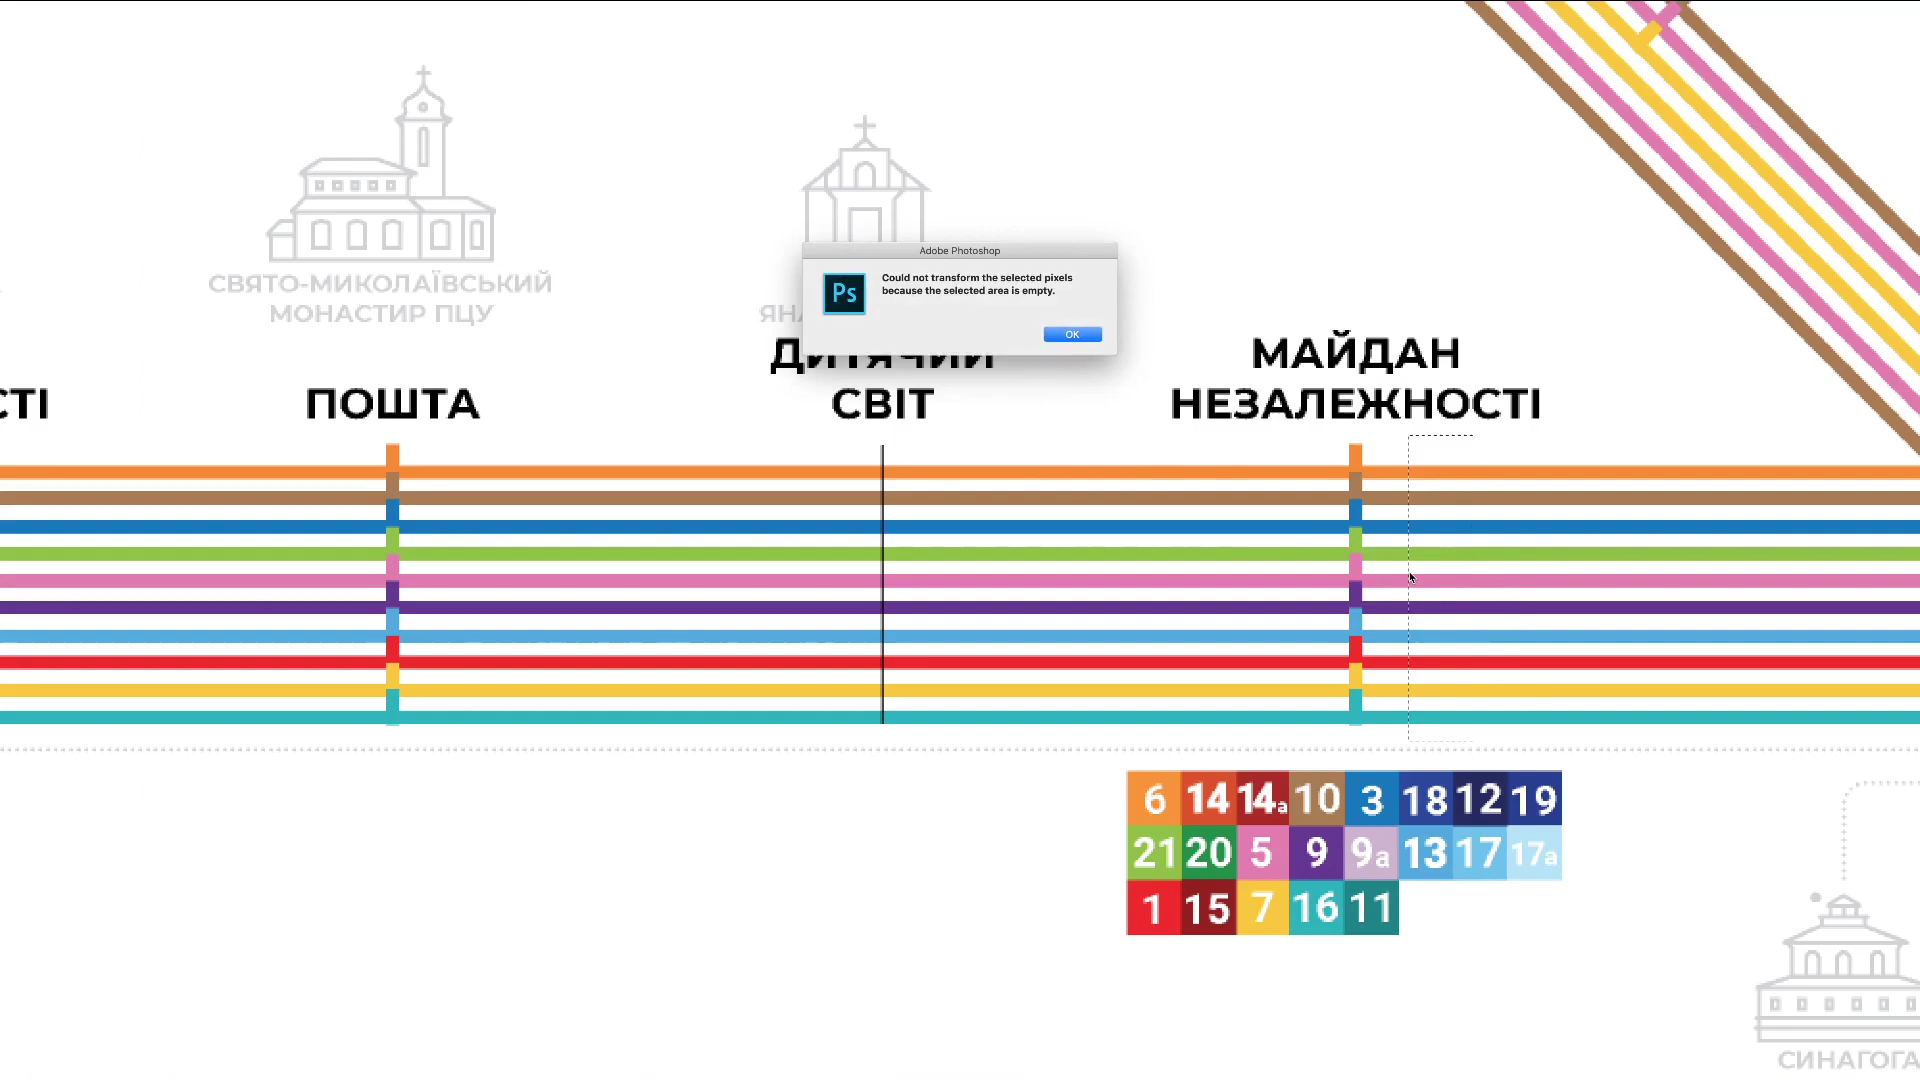 СВЯТО-МИКОЛАЇВСЬКИЙ
МОНАСТИР ПЦУ
Adobe Photoshop
Ps
Could not transform the selected pixels
because the selected area is empty.
OK
ДИТЯЧИЙ
СВІТ
МАЙДАН
НЕЗАЛЕЖНОСТІ
ПОШТА
СТІ
6 14 14а 10 3 18 12 19
21 20 5 9 9а 13 17 17а
1 15 7 16 11
СИНАГОГА